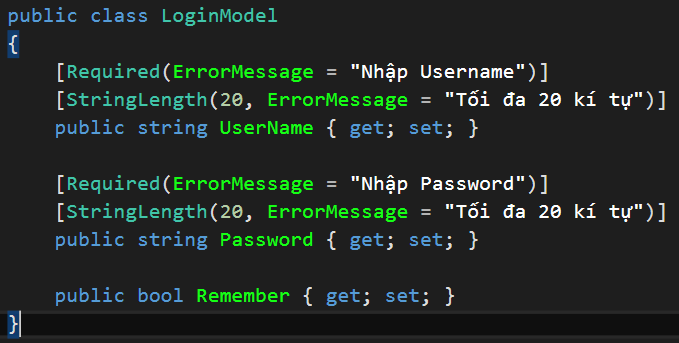 public class LoginModel
{
    [Required(ErrorMessage = "Nhập Username")]
    [StringLength(20, ErrorMessage = "Tối đa 20 kí tự")]
    public string UserName { get; set; }

    [Required(ErrorMessage = "Nhập Password")]
    [StringLength(20, ErrorMessage = "Tối đa 20 kí tự")]
    public string Password { get; set; }

    public bool Remember { get; set; }
}